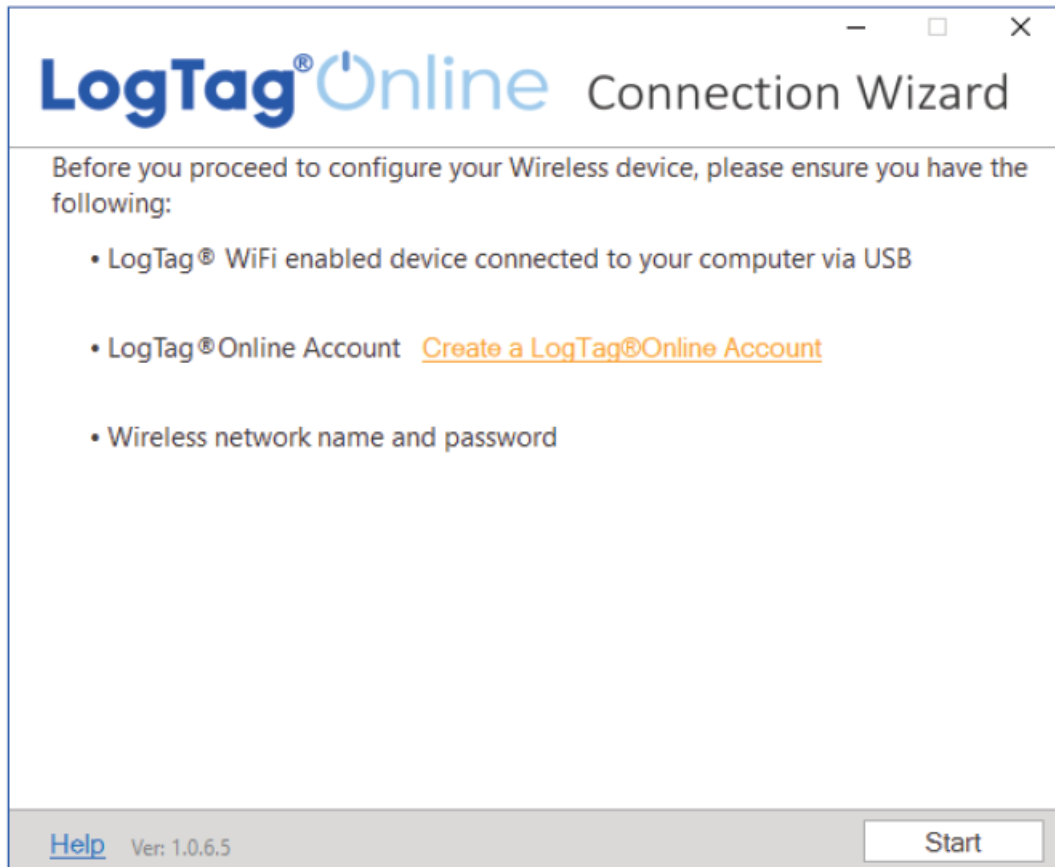 LogTag® Online Connection Wizard
Before you proceed to configure your Wireless device, please ensure you have the
following:
• LogTag® WiFi enabled device connected to your computer via USB
• LogTag®Online Account Create a LogTag®Online Account
• Wireless network name and password
Help Ver: 1.0.6.5 Start